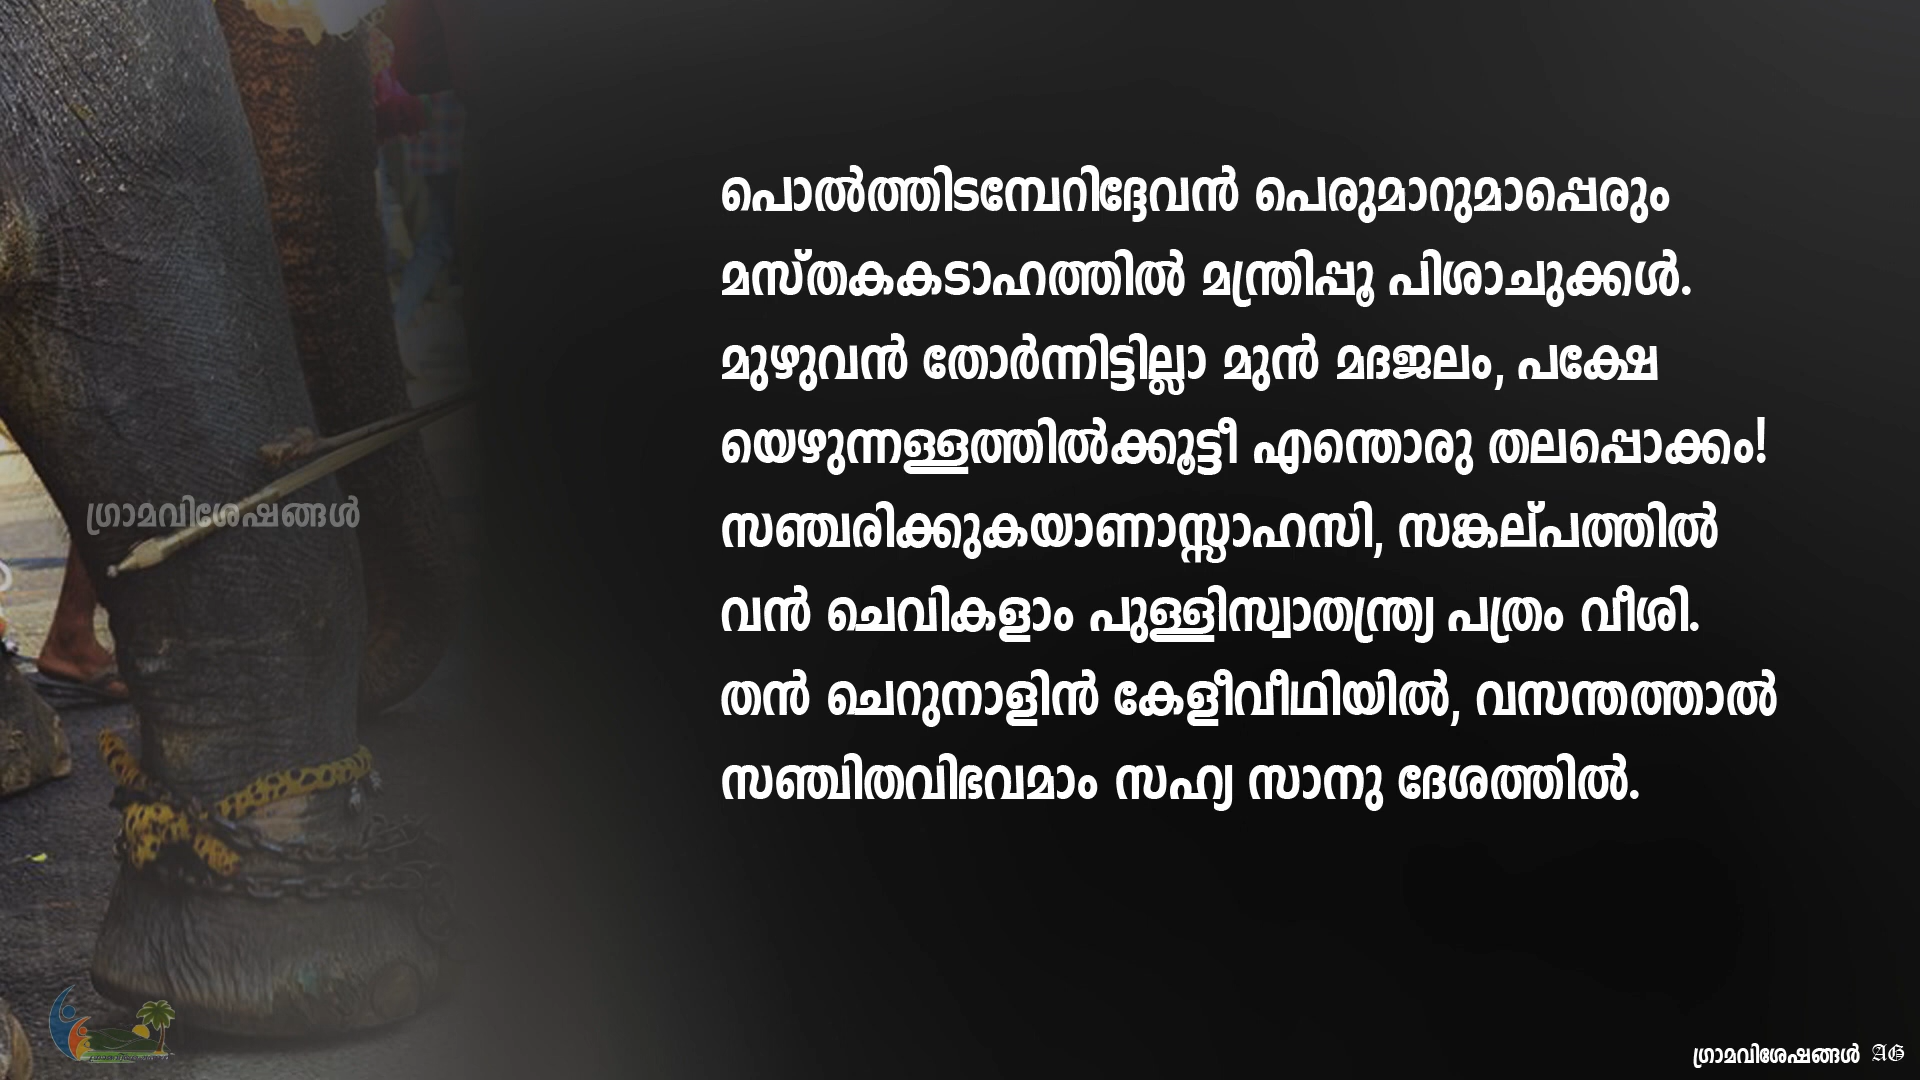 പൊൽത്തിടമ്പേറിദ്ദേവൻ പെരുമാറുമാപ്പെരും
മസ്തകകടാഹത്തിൽ മന്ത്രിപ്പൂ പിശാചുക്കൾ.
മുഴുവൻ തോർന്നിട്ടില്ലാ മുൻ മദജലം, പക്ഷേ
യെഴുന്നള്ളത്തിൽക്കൂട്ടീ എന്തൊരു തലപ്പൊക്കം!
സഞ്ചരിക്കുകയാണാസ്സാഹസി, സങ്കല്പത്തിൽ
വൻ ചെവികളാം പുള്ളിസ്വാതന്ത്ര്യ പത്രം വീശി.
തൻ ചെറുനാളിൻ കേളീവീഥിയിൽ, വസന്തത്താൽ
സഞ്ചിതവിഭവമാം സഹ്യ സാനു ദേശത്തിൽ.
ഗ്രാമവിശേഷങ്ങൾ
ഗ്രാമവിശേഷങ്ങൾ AG